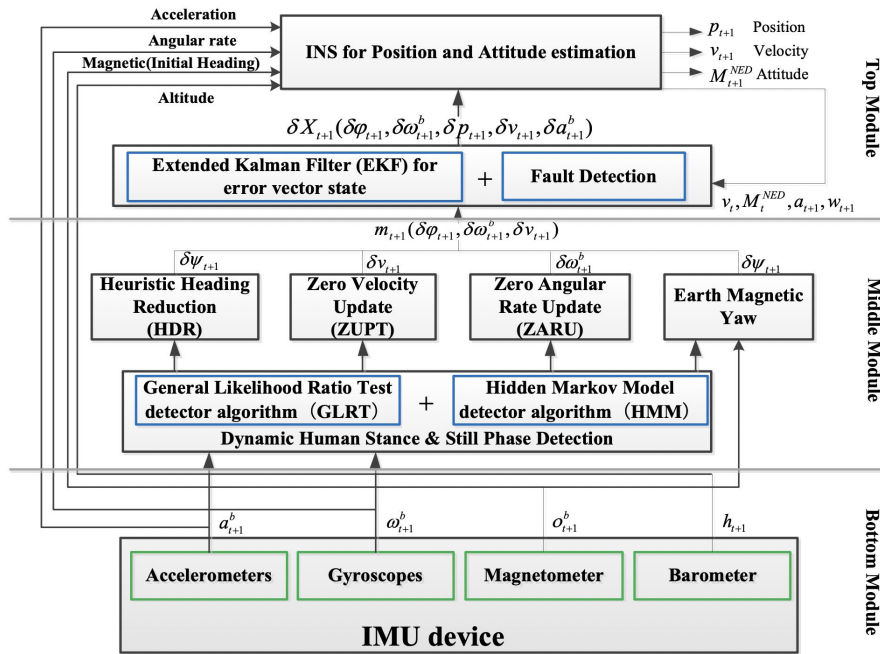 Acceleration
Angular rate
Magnetic(Initial Heading)
Altitude
INS for Position and Attitude estimation
p_{t+1} Position
v_{t+1} Velocity
M_{t+1}^{NED} Attitude
Top Module
δX_{t+1}(δφ_{t+1},δω_{t+1}^b,δp_{t+1},δv_{t+1},δa_{t+1}^b)
Extended Kalman Filter (EKF) for
error vector state
+
Fault Detection
v_t,M_t^{NED},a_{t+1},w_{t+1}
m_{t+1}(δφ_{t+1},δω_{t+1}^b,δv_{t+1})
δψ_{t+1}
δv_{t+1}
δω_{t+1}^b
δψ_{t+1}
Heuristic Heading
Reduction
(HDR)
Zero Velocity
Update
(ZUPT)
Zero Angular
Rate Update
(ZARU)
Earth Magnetic
Yaw
Middle Module
General Likelihood Ratio Test
detector algorithm（GLRT）
+
Hidden Markov Model
detector algorithm（HMM）
Dynamic Human Stance & Still Phase Detection
a_{t+1}^b
ω_{t+1}^b
o_{t+1}^b
h_{t+1}
Bottom Module
Accelerometers
Gyroscopes
Magnetometer
Barometer
IMU device